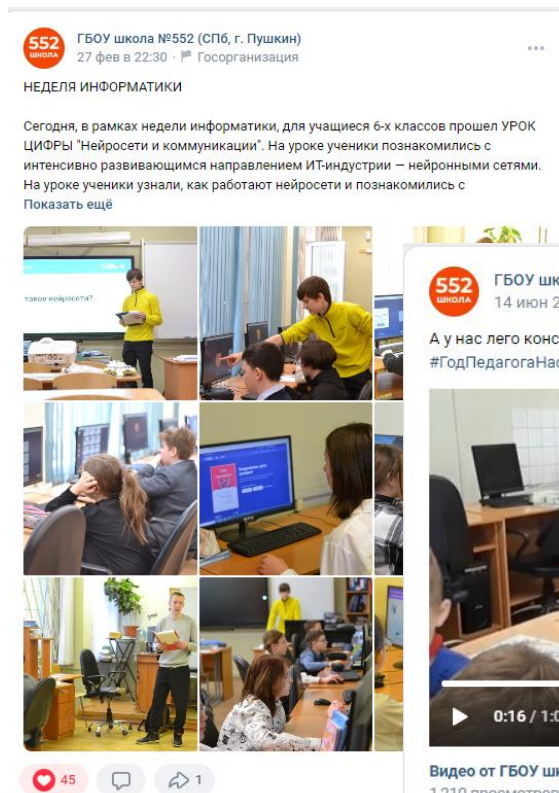 552
ШКОЛА
ГБОУ школа №552 (СПб, г. Пушкин)
27 фев в 22:30 · Госорганизация
НЕДЕЛЯ ИНФОРМАТИКИ
Сегодня, в рамках недели информатики, для учащиеся 6-х классов прошел УРОК
ЦИФРЫ "Нейросети и коммуникации". На уроке ученики познакомились с
интенсивно развивающимся направлением ИТ-индустрии — нейронными сетями.
На уроке ученики узнали, как работают нейросети и познакомились с
Показать ещё
такое нейросети?
45
1
552
ШКОЛА
ГБОУ шк
14 июн 2
А у нас лего конс
#ГодПедагогаНас
0:16 / 1:0
Видео от ГБОУ шк